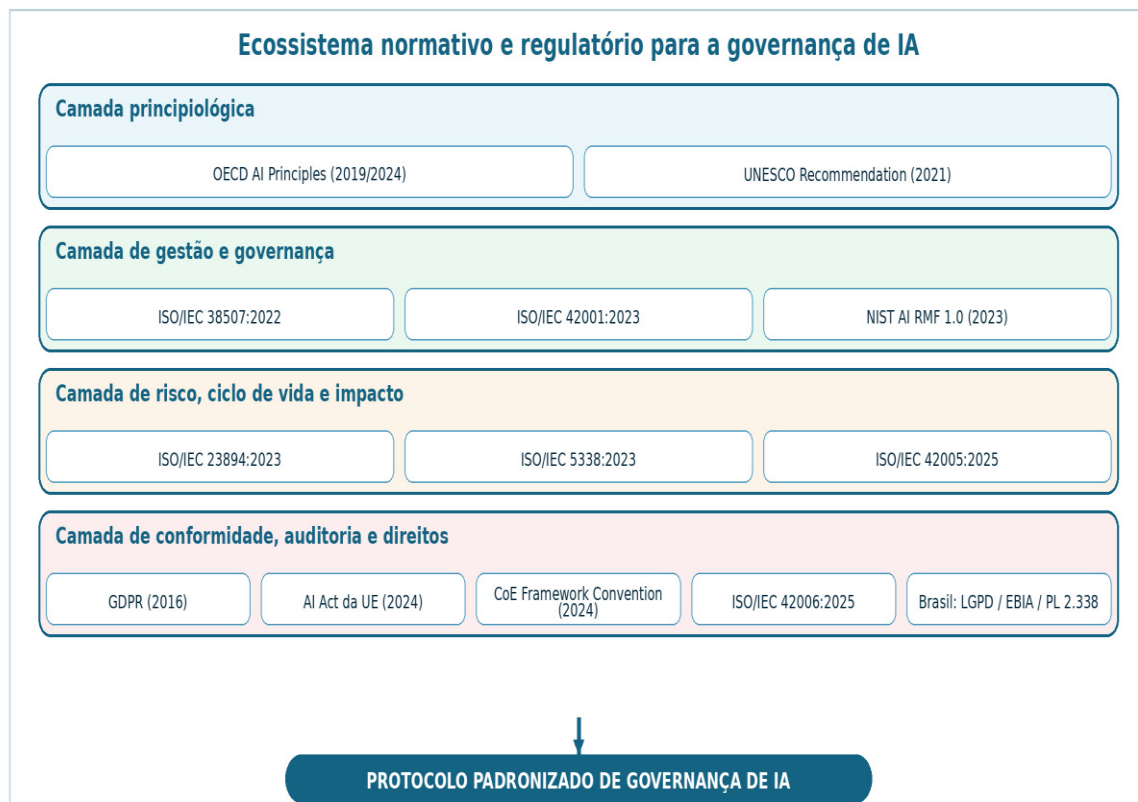 Ecossistema normativo e regulatório para a governança de IA
Camada principiológica
OECD AI Principles (2019/2024)
UNESCO Recommendation (2021)
Camada de gestão e governança
ISO/IEC 38507:2022
ISO/IEC 42001:2023
NIST AI RMF 1.0 (2023)
Camada de risco, ciclo de vida e impacto
ISO/IEC 23894:2023
ISO/IEC 5338:2023
ISO/IEC 42005:2025
Camada de conformidade, auditoria e direitos
GDPR (2016)
AI Act da UE (2024)
CoE Framework Convention
(2024)
ISO/IEC 42006:2025
Brasil: LGPD / EBIA / PL 2.338
PROTOCOLO PADRONIZADO DE GOVERNANÇA DE IA